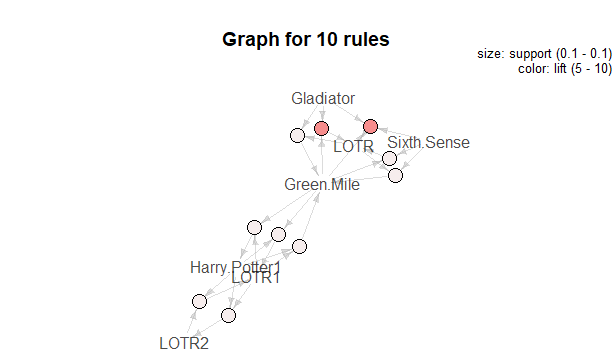 Graph for 10 rules
size: support (0.1 - 0.1)
color: lift (5 - 10)
Gladiator
LOTR
Sixth.Sense
Green.Mile
Harry.Potter1
LOTR1
LOTR2